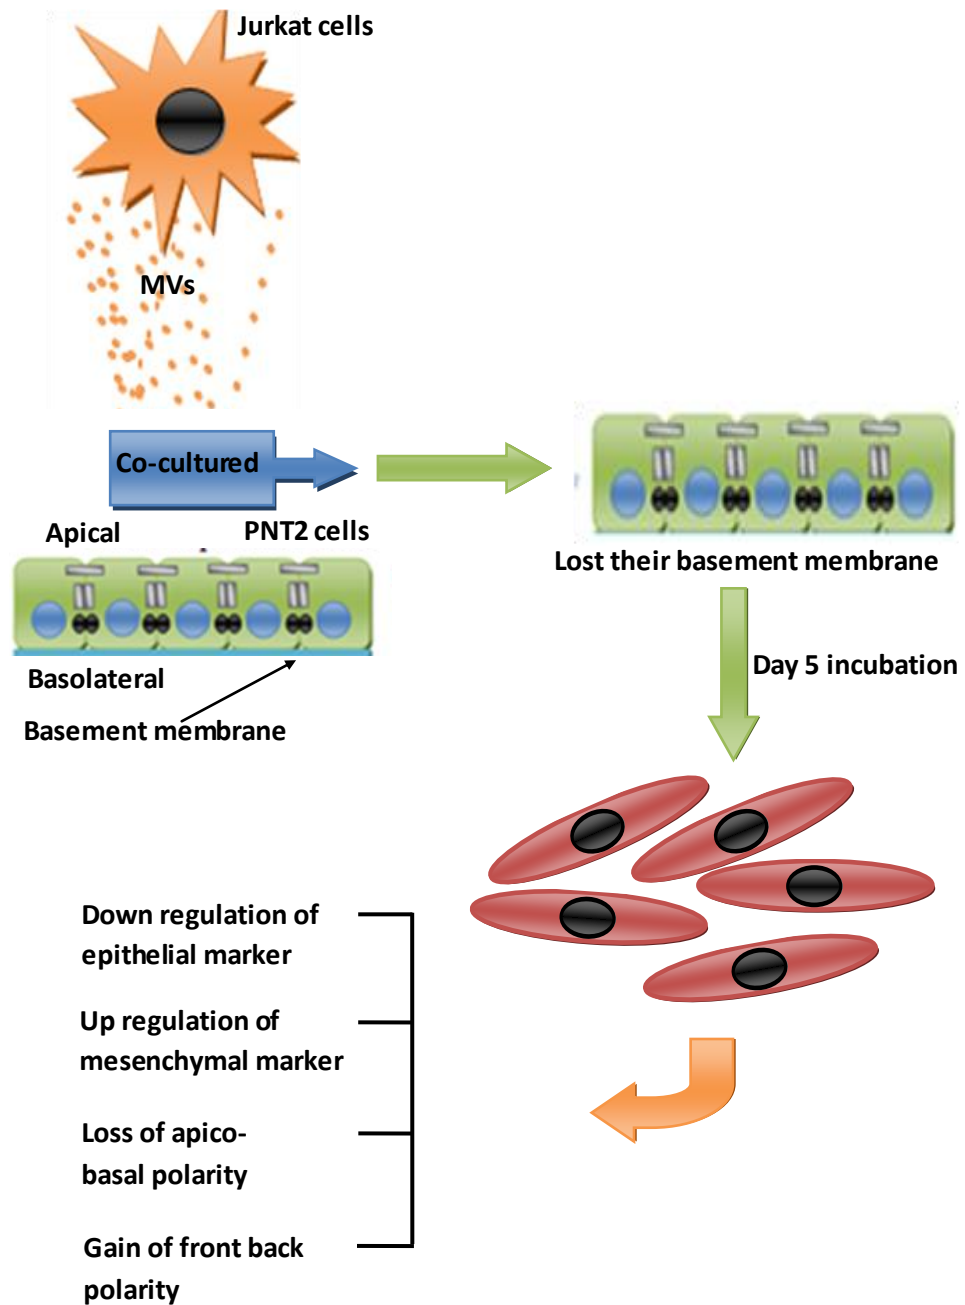 Jurkat cells
MVs
Co-cultured
Apical
PNT2 cells
Basolateral
Basement membrane
Lost their basement membrane
Day 5 incubation
Down regulation of
epithelial marker
Up regulation of
mesenchymal marker
Loss of apico-
basal polarity
Gain of front back
polarity